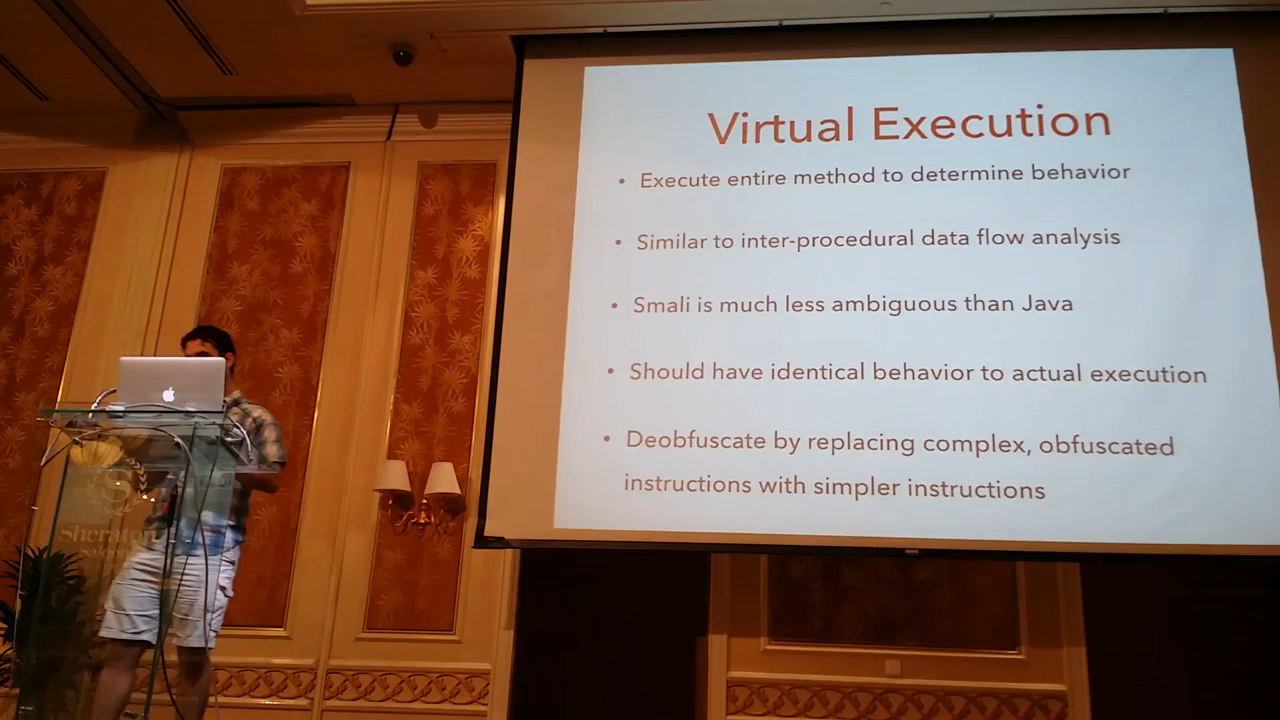 Virtual Execution
• Execute entire method to determine behavior
• Similar to inter-procedural data flow analysis
• Smali is much less ambiguous than Java
• Should have identical behavior to actual execution
• Deobfuscate by replacing complex, obfuscated
instructions with simpler instructions
S
Sheraton
Saigon